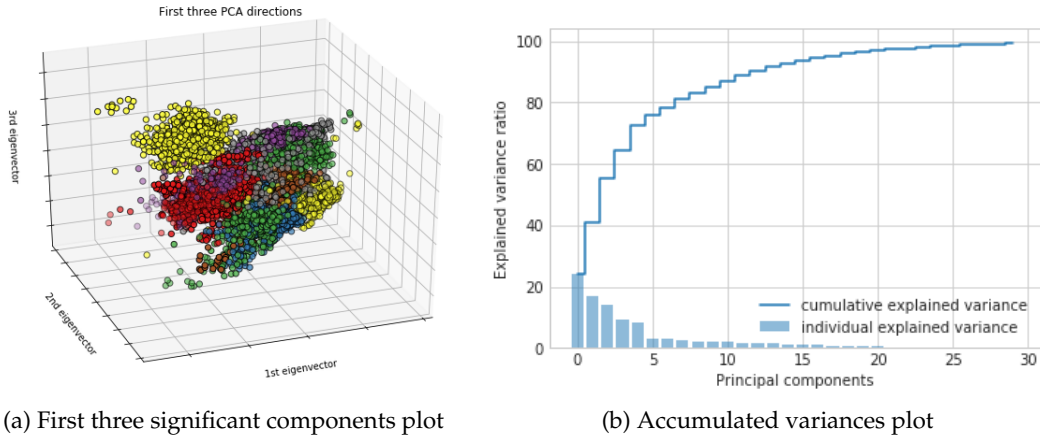 First three PCA directions
3rd eigenvector
2nd eigenvector
1st eigenvector
(a) First three significant components plot
100
80
60
40
20
0
Explained variance ratio
cumulative explained variance
individual explained variance
0 5 10 15 20 25 30
Principal components
(b) Accumulated variances plot